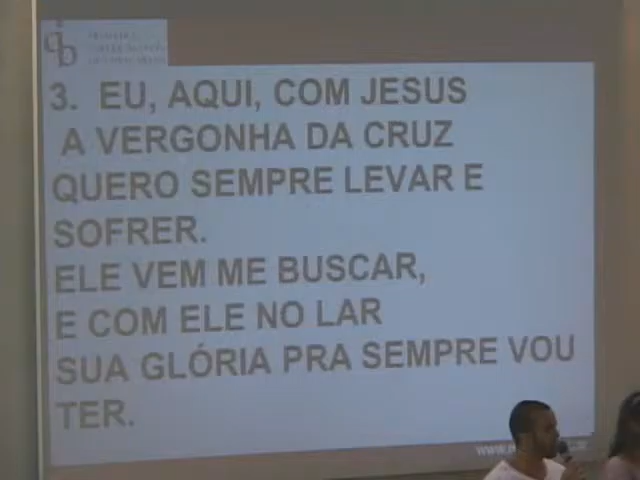 3. EU, AQUI, COM JESUS
A VERGONHA DA CRUZ
QUERO SEMPRE LEVAR E
SOFRER.
ELE VEM ME BUSCAR,
E COM ELE NO LAR
SUA GLÓRIA PRA SEMPRE VOU
TER.